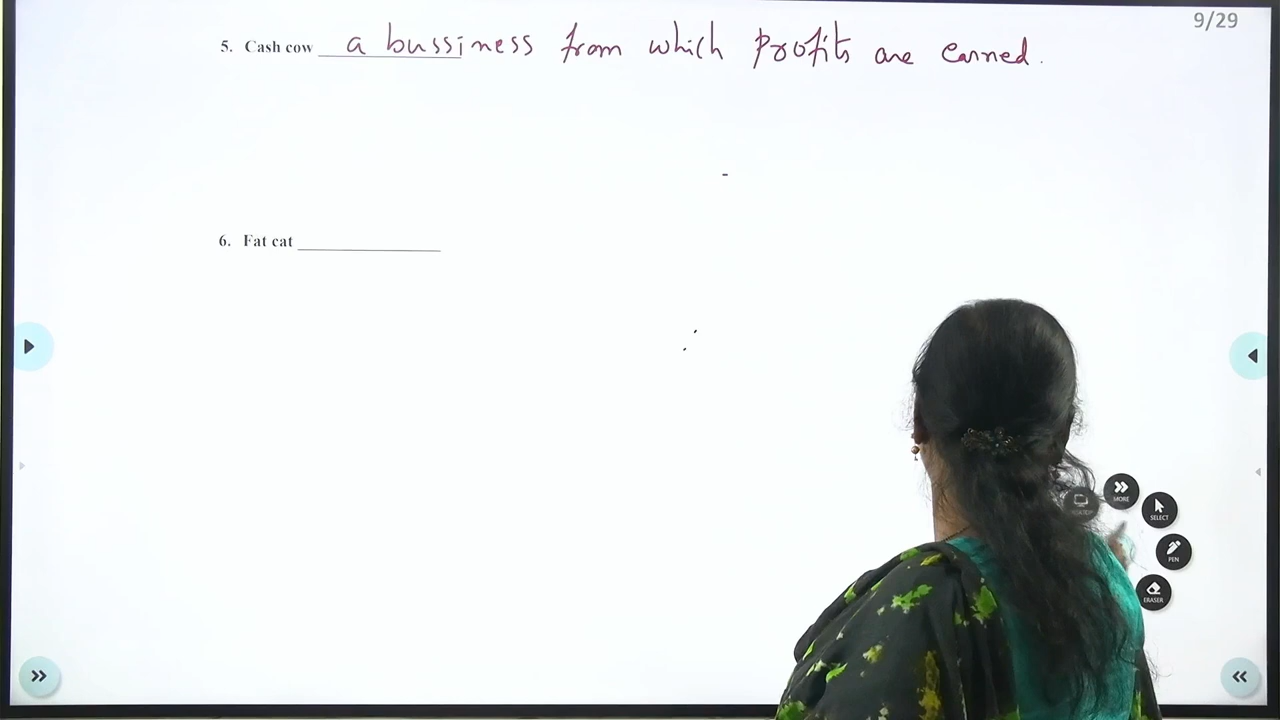 9/29
5. Cash cow a bussiness from which Profits are earned.
6. Fat cat
MORE
SELECT
PEN
ERASER